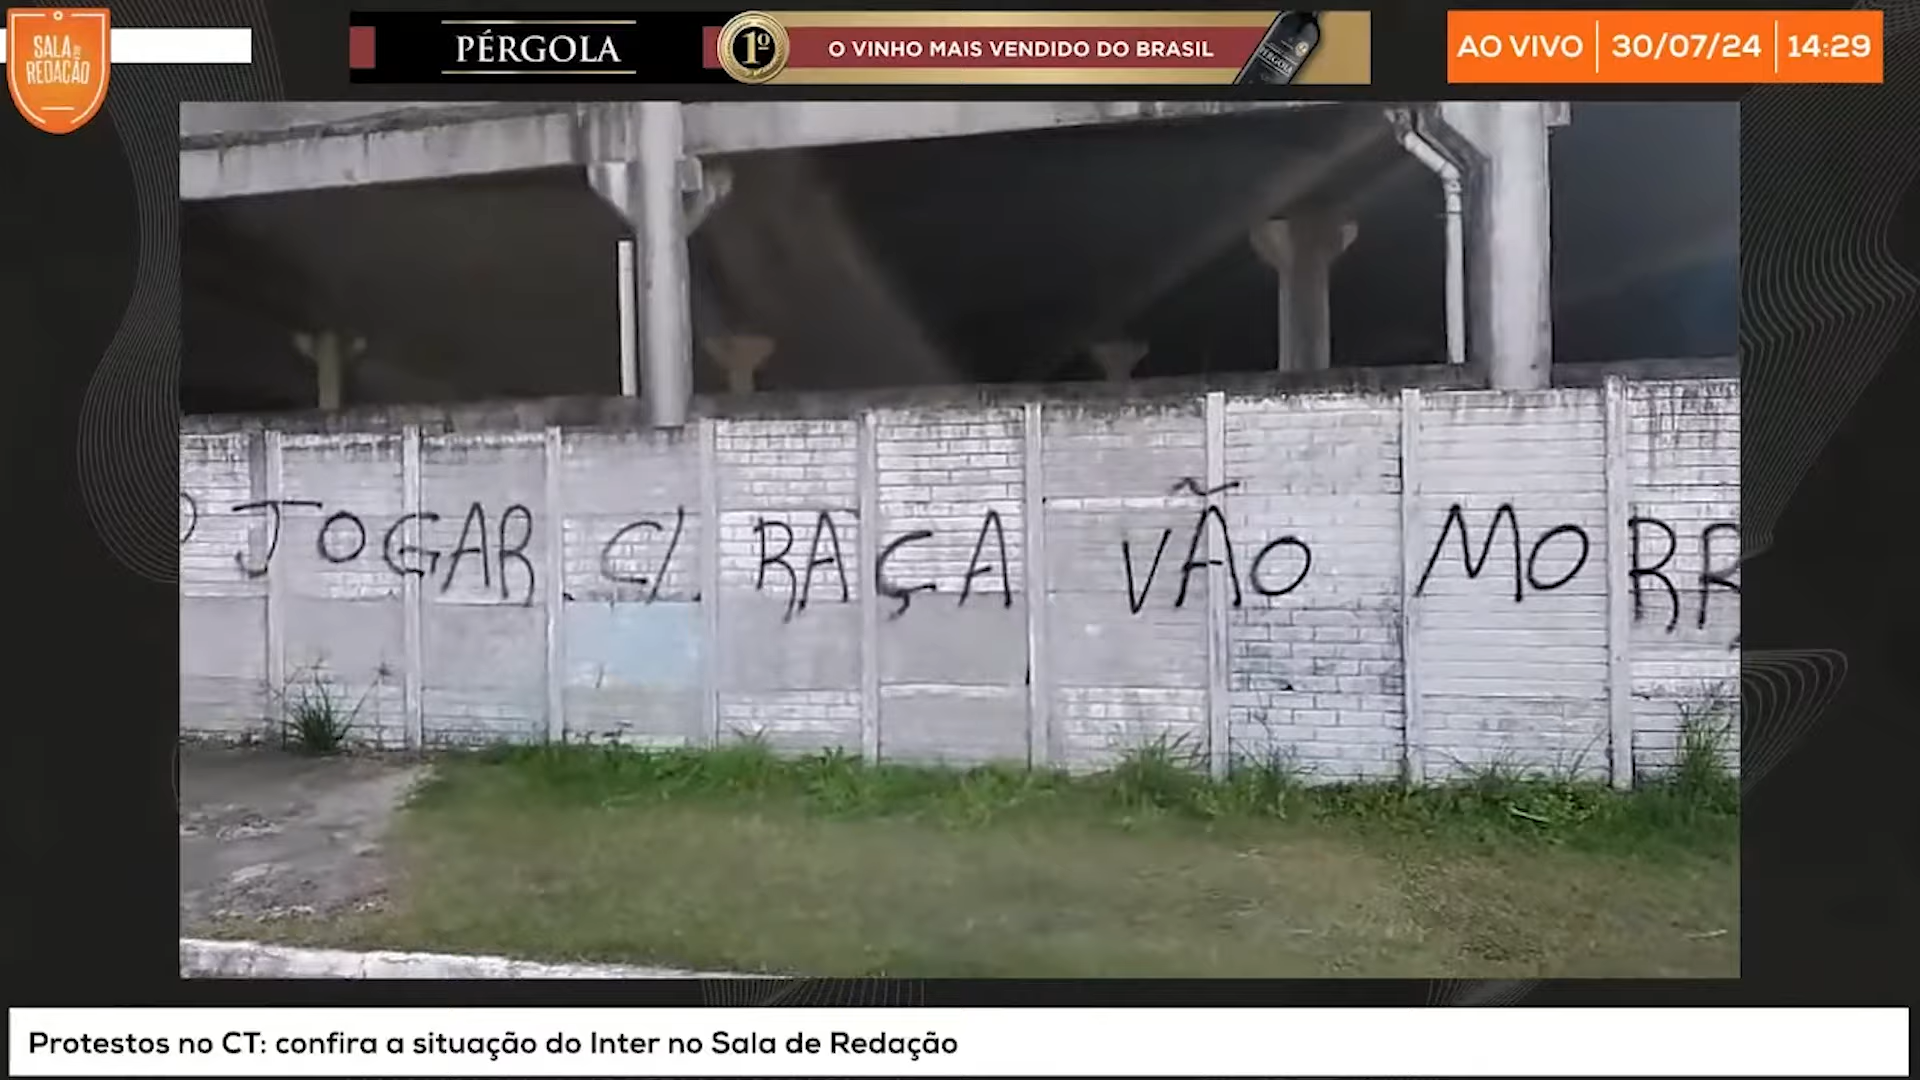 SALA DE REDAÇÃO
PÉRGOLA
1º
O VINHO MAIS VENDIDO DO BRASIL
PÉRGOLA
AO VIVO 30/07/24 14:29
JOGAR C/ RAÇA VÃO MORR
Protestos no CT: confira a situação do Inter no Sala de Redação